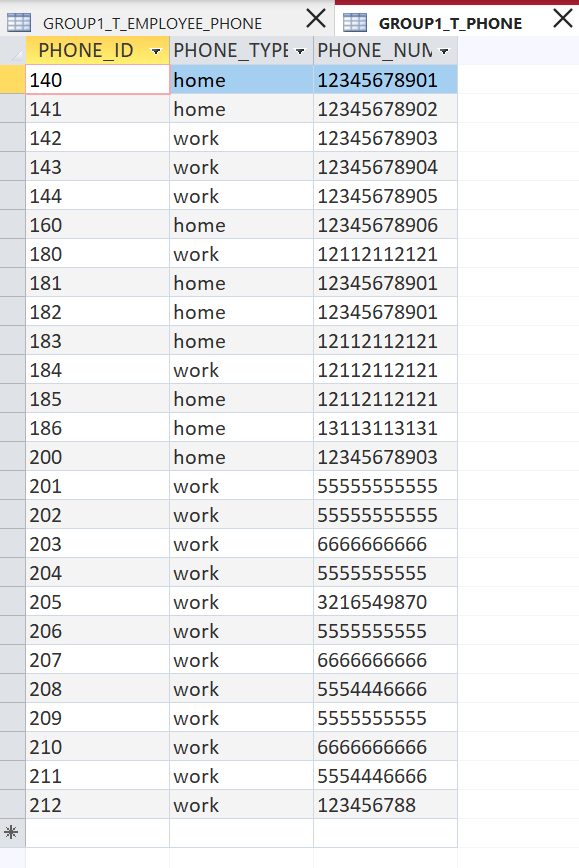 GROUP1_T_EMPLOYEE_PHONE GROUP1_T_PHONE
PHONE_ID PHONE_TYPE PHONE_NUM
140 home 12345678901
141 home 12345678902
142 work 12345678903
143 work 12345678904
144 work 12345678905
160 home 12345678906
180 work 12112112121
181 home 12345678901
182 home 12345678901
183 home 12112112121
184 work 12112112121
185 home 12112112121
186 home 13113113131
200 home 12345678903
201 work 55555555555
202 work 55555555555
203 work 6666666666
204 work 5555555555
205 work 3216549870
206 work 5555555555
207 work 6666666666
208 work 5554446666
209 work 5555555555
210 work 6666666666
211 work 5554446666
212 work 123456788